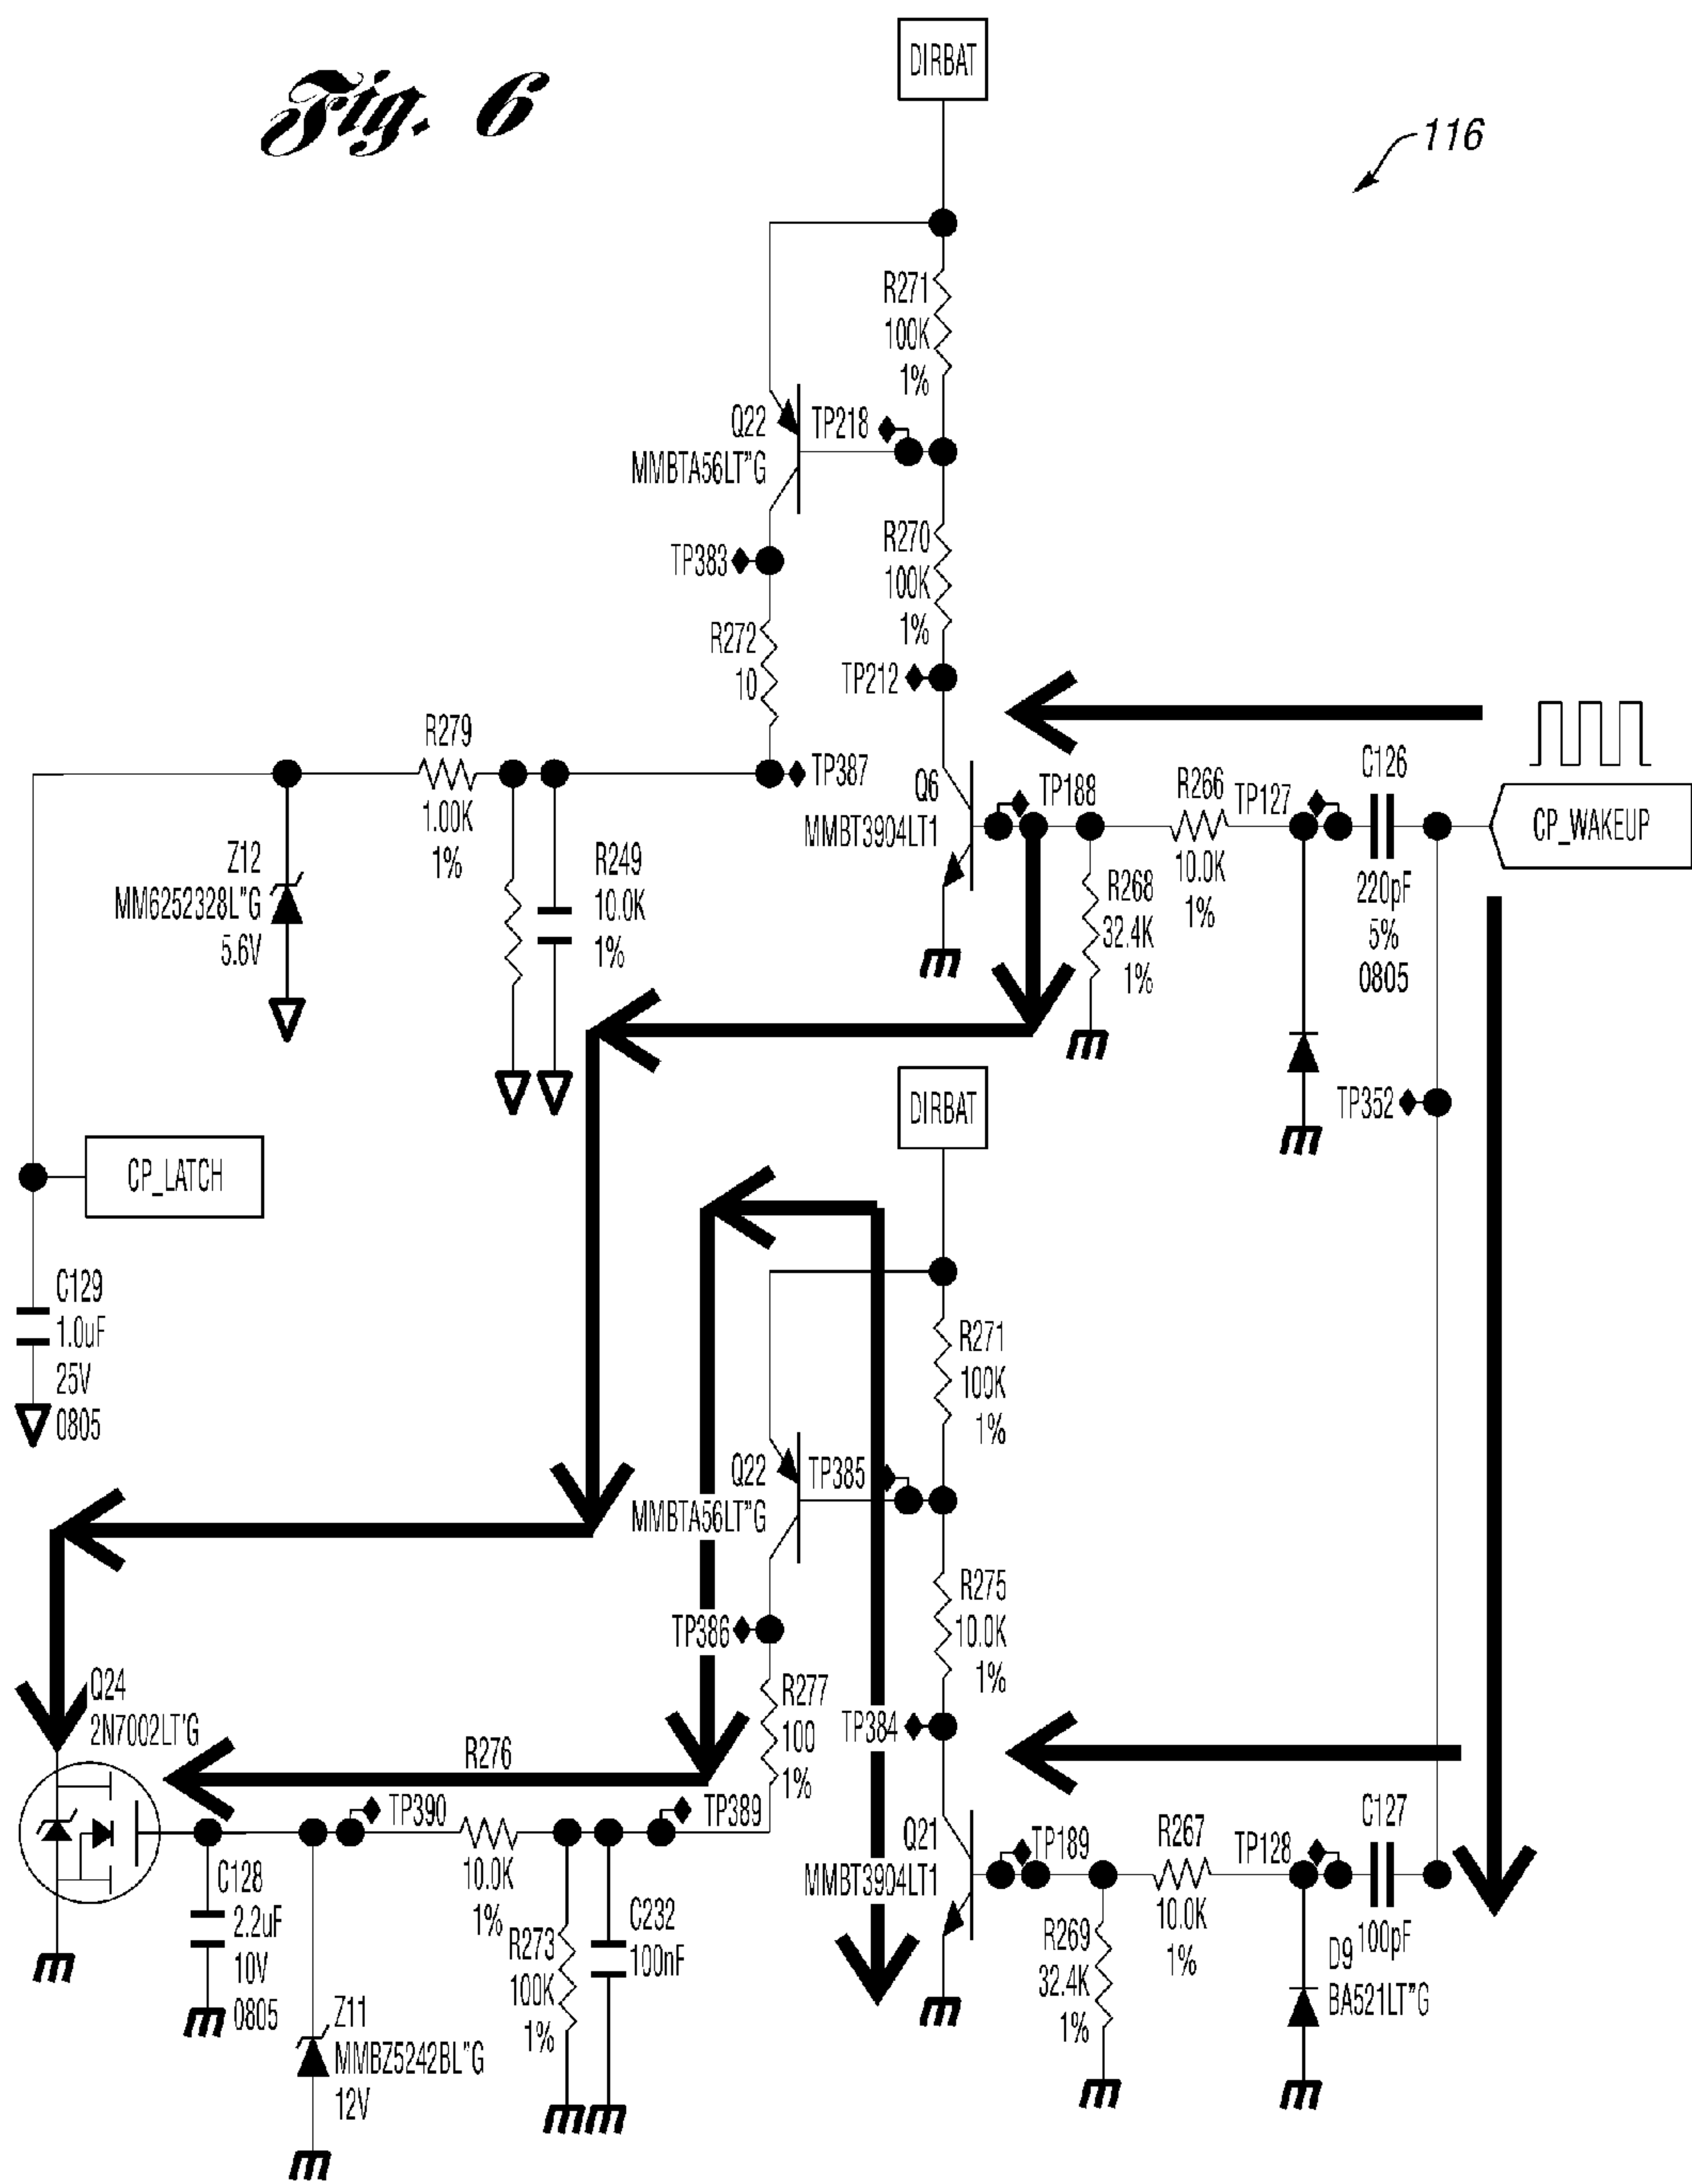 Fig. 6
DIRBAT
116
R271
100K
1%
Q22
MMBTA56LT"G
TP218
TP383
R270
100K
1%
R272
10
TP212
R279
1.00K
1%
TP387
Q6
MMBT3904LT1
TP188
R266
10.0K
1%
TP127
C126
220pF
5%
0805
CP_WAKEUP
Z12
MM6252328L"G
5.6V
R249
10.0K
1%
R268
32.4K
1%
TP352
DIRBAT
CP_LATCH
C129
1.0uF
25V
0805
R271
100K
1%
Q22
MMBTA56LT"G
TP385
R275
10.0K
1%
TP386
R277
100
1%
TP384
Q24
2N7002LT'G
R276
10.0K
1%
TP390
TP389
Q21
MMBT3904LT1
TP189
R267
10.0K
1%
TP128
C127
100pF
C128
2.2uF
10V
0805
R273
100K
1%
C232
100nF
R269
32.4K
1%
D9
BA521LT"G
Z11
MMBZ5242BL"G
12V